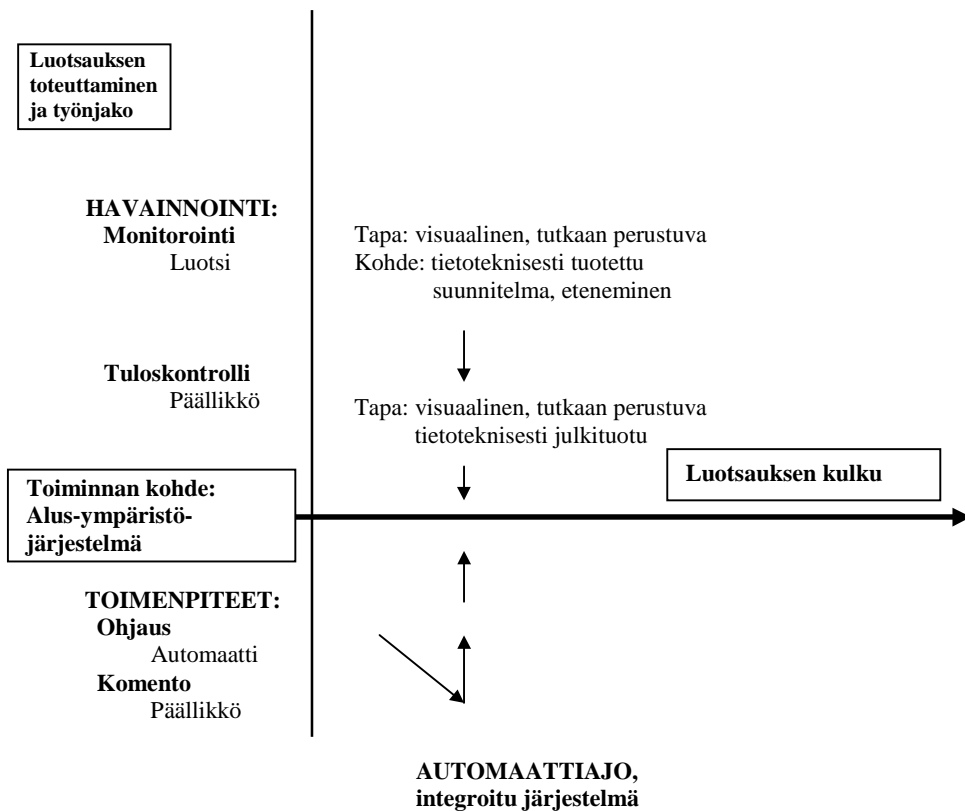 Luotsauksen
toteuttaminen
ja työnjako
HAVAINNOINTI:
Monitorointi
Luotsi
Tapa: visuaalinen, tutkaan perustuva
Kohde: tietoteknisesti tuotettu
suunnitelma, eteneminen
Tuloskontrolli
Päällikkö
Tapa: visuaalinen, tutkaan perustuva
tietoteknisesti julkituotu
Luotsauksen kulku
Toiminnan kohde:
Alus-ympäristö-
järjestelmä
TOIMENPITEET:
Ohjaus
Automaatti
Komento
Päällikkö
AUTOMAATTIAJO,
integroitu järjestelmä